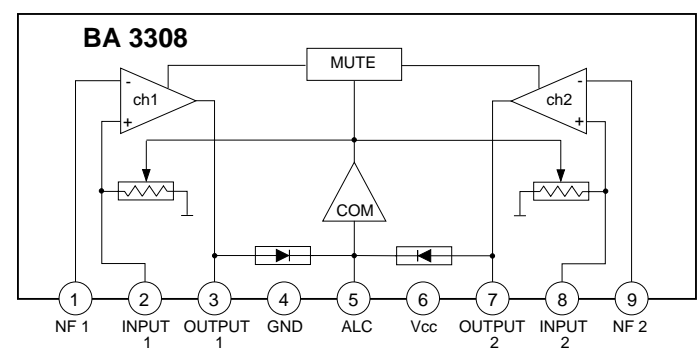 BA 3308
MUTE
- ch1 +
- ch2 +
COM
1 2 3 4 5 6 7 8 9
NF 1 INPUT 1 OUTPUT 1 GND ALC Vcc OUTPUT 2 INPUT 2 NF 2